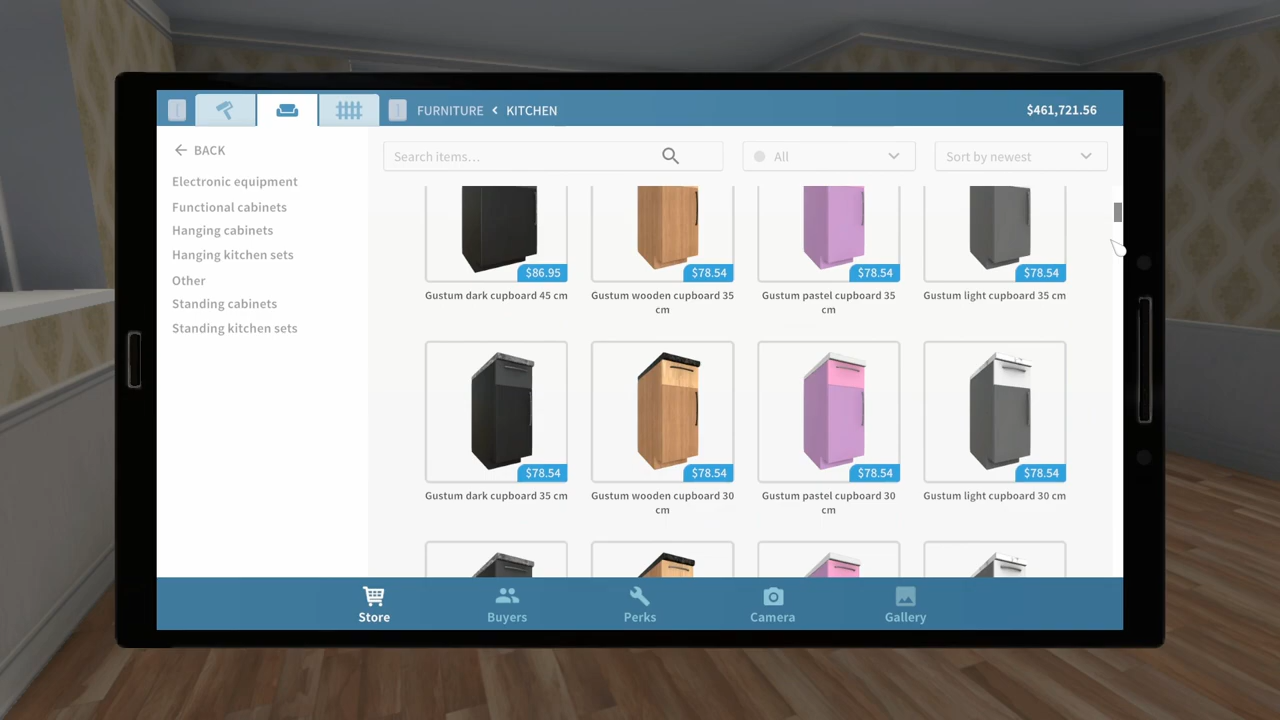 FURNITURE < KITCHEN
$461,721.56
BACK
Search items...
All
Sort by newest
Electronic equipment
Functional cabinets
Hanging cabinets
Hanging kitchen sets
Other
Standing cabinets
Standing kitchen sets
$86.95
$78.54
$78.54
$78.54
Gustum dark cupboard 45 cm
Gustum wooden cupboard 35
cm
Gustum pastel cupboard 35
cm
Gustum light cupboard 35 cm
$78.54
$78.54
$78.54
$78.54
Gustum dark cupboard 35 cm
Gustum wooden cupboard 30
cm
Gustum pastel cupboard 30
cm
Gustum light cupboard 30 cm
Store
Buyers
Perks
Camera
Gallery